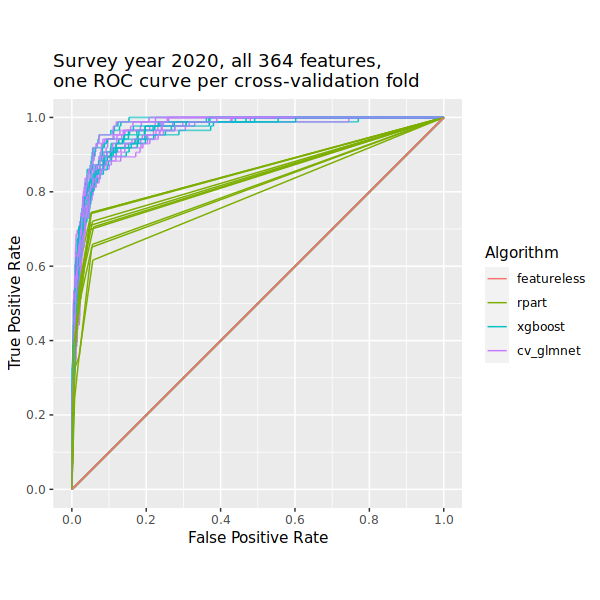 Survey year 2020, all 364 features,
one ROC curve per cross-validation fold
True Positive Rate
1.0
0.8
0.6
0.4
0.2
0.0
0.0 0.2 0.4 0.6 0.8 1.0
False Positive Rate
Algorithm
featureless
rpart
xgboost
cv_glmnet